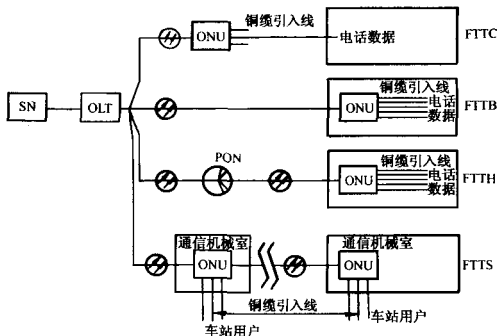 铜缆引入线
ONU
电话数据
FTTC
铜缆引入线
SN
OLT
ONU
电话
数据
FTTB
PON
铜缆引入线
ONU
电话
数据
FTTH
通信机械室
通信机械室
ONU
ONU
FTTS
铜缆引入线
车站用户
车站用户